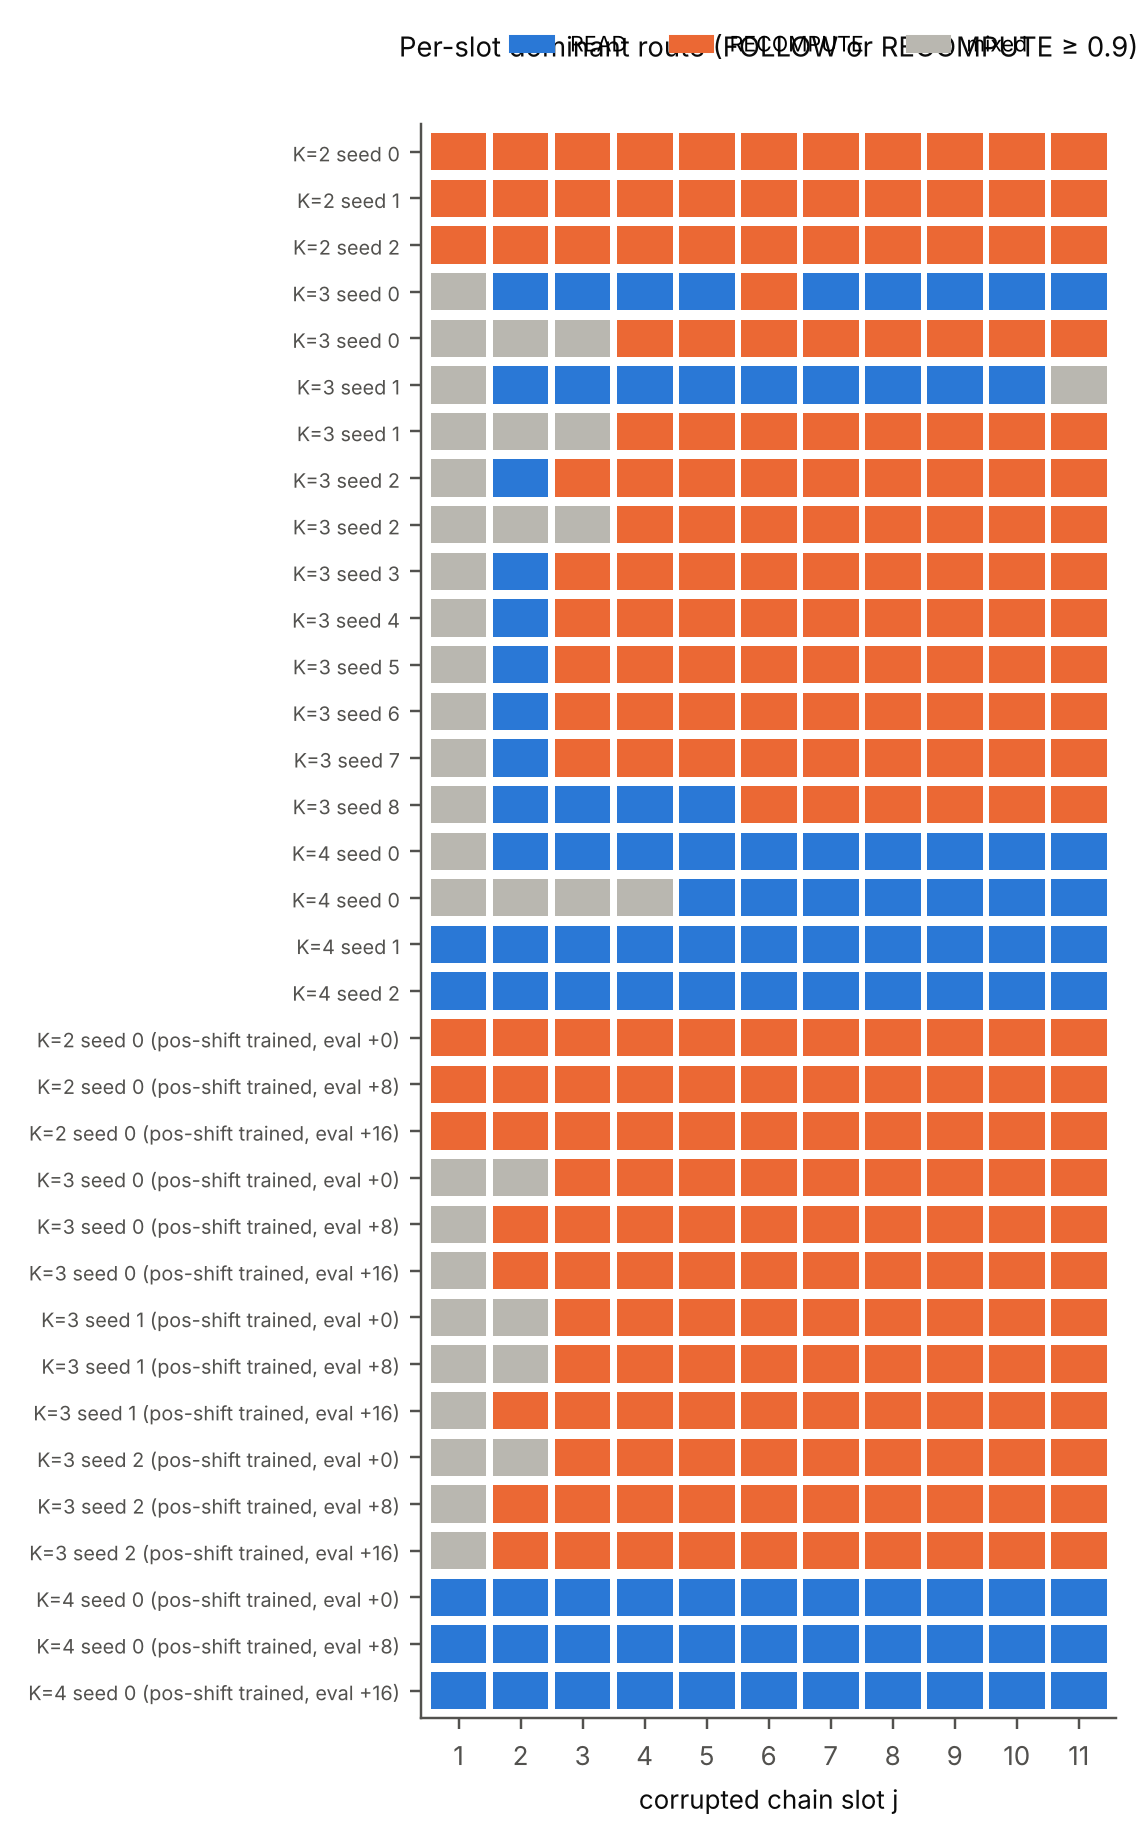 Per-slot dominant route (FOLLOW or RECOMPUTE ≥ 0.9)
READ
RECOMPUTE
mixed
K=2 seed 0
K=2 seed 1
K=2 seed 2
K=3 seed 0
K=3 seed 0
K=3 seed 1
K=3 seed 1
K=3 seed 2
K=3 seed 2
K=3 seed 3
K=3 seed 4
K=3 seed 5
K=3 seed 6
K=3 seed 7
K=3 seed 8
K=4 seed 0
K=4 seed 0
K=4 seed 1
K=4 seed 2
K=2 seed 0 (pos-shift trained, eval +0)
K=2 seed 0 (pos-shift trained, eval +8)
K=2 seed 0 (pos-shift trained, eval +16)
K=3 seed 0 (pos-shift trained, eval +0)
K=3 seed 0 (pos-shift trained, eval +8)
K=3 seed 0 (pos-shift trained, eval +16)
K=3 seed 1 (pos-shift trained, eval +0)
K=3 seed 1 (pos-shift trained, eval +8)
K=3 seed 1 (pos-shift trained, eval +16)
K=3 seed 2 (pos-shift trained, eval +0)
K=3 seed 2 (pos-shift trained, eval +8)
K=3 seed 2 (pos-shift trained, eval +16)
K=4 seed 0 (pos-shift trained, eval +0)
K=4 seed 0 (pos-shift trained, eval +8)
K=4 seed 0 (pos-shift trained, eval +16)
1 2 3 4 5 6 7 8 9 10 11
corrupted chain slot j